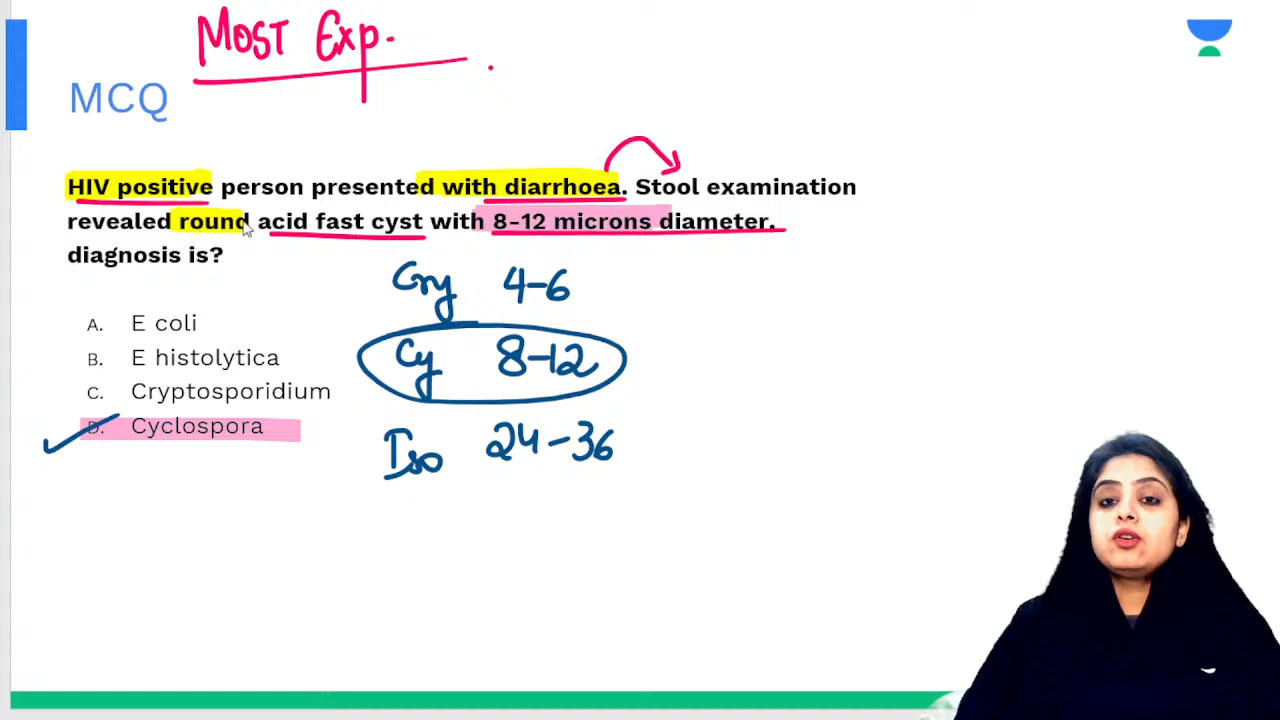 MOST Exp.
MCQ
HIV positive person presented with diarrhoea. Stool examination
revealed round acid fast cyst with 8-12 microns diameter.
diagnosis is?
A. E coli
B. E histolytica
C. Cryptosporidium
D. Cyclospora
Cry 4-6
Cy 8-12
Iso 24-36